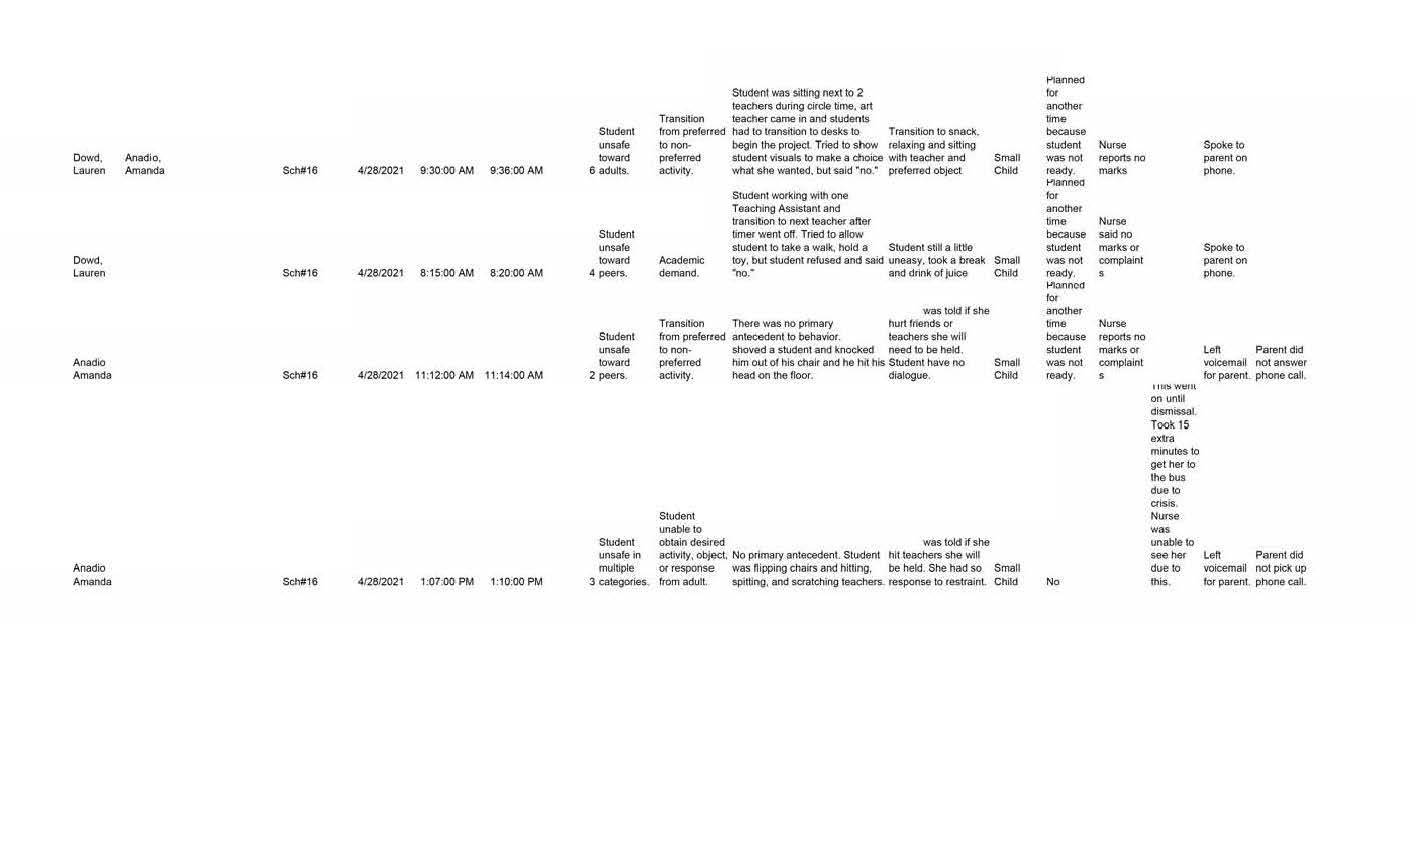 Dowd, Lauren
Anadio, Amanda
Sch#16
4/28/2021
9:30:00 AM
9:36:00 AM
6
Student
unsafe
toward
adults.
Transition
from preferred
to non-
preferred
activity.
Student was sitting next to 2
teachers during circle time, art
teacher came in and students
had to transition to desks to
begin the project. Tried to show
student visuals to make a choice
what she wanted, but said "no."
Transition to snack,
relaxing and sitting
with teacher and
preferred object.
Small
Child
Planned
for
another
time
because
student
was not
ready.
Nurse
reports no
marks
Spoke to
parent on
phone.
Dowd,
Lauren
Sch#16
4/28/2021
8:15:00 AM
8:20:00 AM
4
Student
unsafe
toward
peers.
Academic
demand.
Student working with one
Teaching Assistant and
transition to next teacher after
timer went off. Tried to allow
student to take a walk, hold a
toy, but student refused and said
"no."
Student still a little
uneasy, took a break
and drink of juice
Small
Child
Planned
for
another
time
because
student
was not
ready.
Nurse
said no
marks or
complaint
s
Spoke to
parent on
phone.
Anadio
Amanda
Sch#16
4/28/2021
11:12:00 AM
11:14:00 AM
2
Student
unsafe
toward
peers.
Transition
from preferred
to non-
preferred
activity.
There was no primary
antecedent to behavior.
shoved a student and knocked
him out of his chair and he hit his
head on the floor.
was told if she
hurt friends or
teachers she will
need to be held.
Student have no
dialogue.
Small
Child
Planned
for
another
time
because
student
was not
ready.
Nurse
reports no
marks or
complaint
s
Left
voicemail
for parent.
Parent did
not answer
phone call.
Anadio
Amanda
Sch#16
4/28/2021
1:07:00 PM
1:10:00 PM
3
Student
unsafe in
multiple
categories.
Student
unable to
obtain desired
activity, object,
or response
from adult.
No primary antecedent. Student
was flipping chairs and hitting,
spitting, and scratching teachers.
was told if she
hit teachers she will
be held. She had so
response to restraint.
Small
Child
No
This went
on until
dismissal.
Took 15
extra
minutes to
get her to
the bus
due to
crisis.
Nurse
was
unable to
see her
due to
this.
Left
voicemail
for parent.
Parent did
not pick up
phone call.